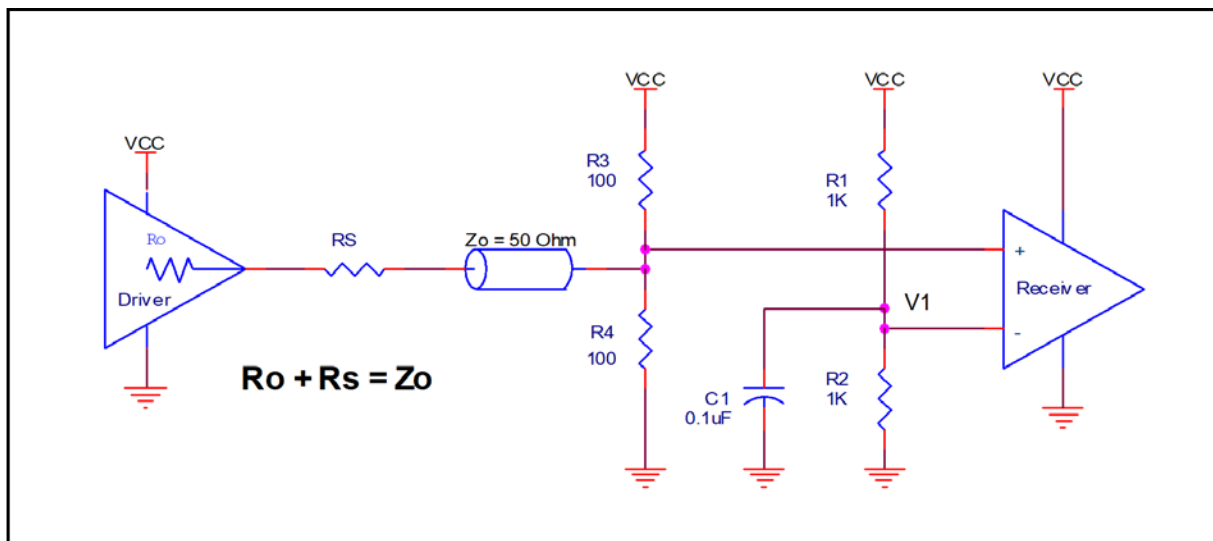 VCC
VCC
VCC
VCC
R3
100
R1
1K
Ro
RS
Zo = 50 Ohm
+
Driver
Receiver
V1
-
R4
100
Ro + Rs = Zo
C1
0.1uF
R2
1K